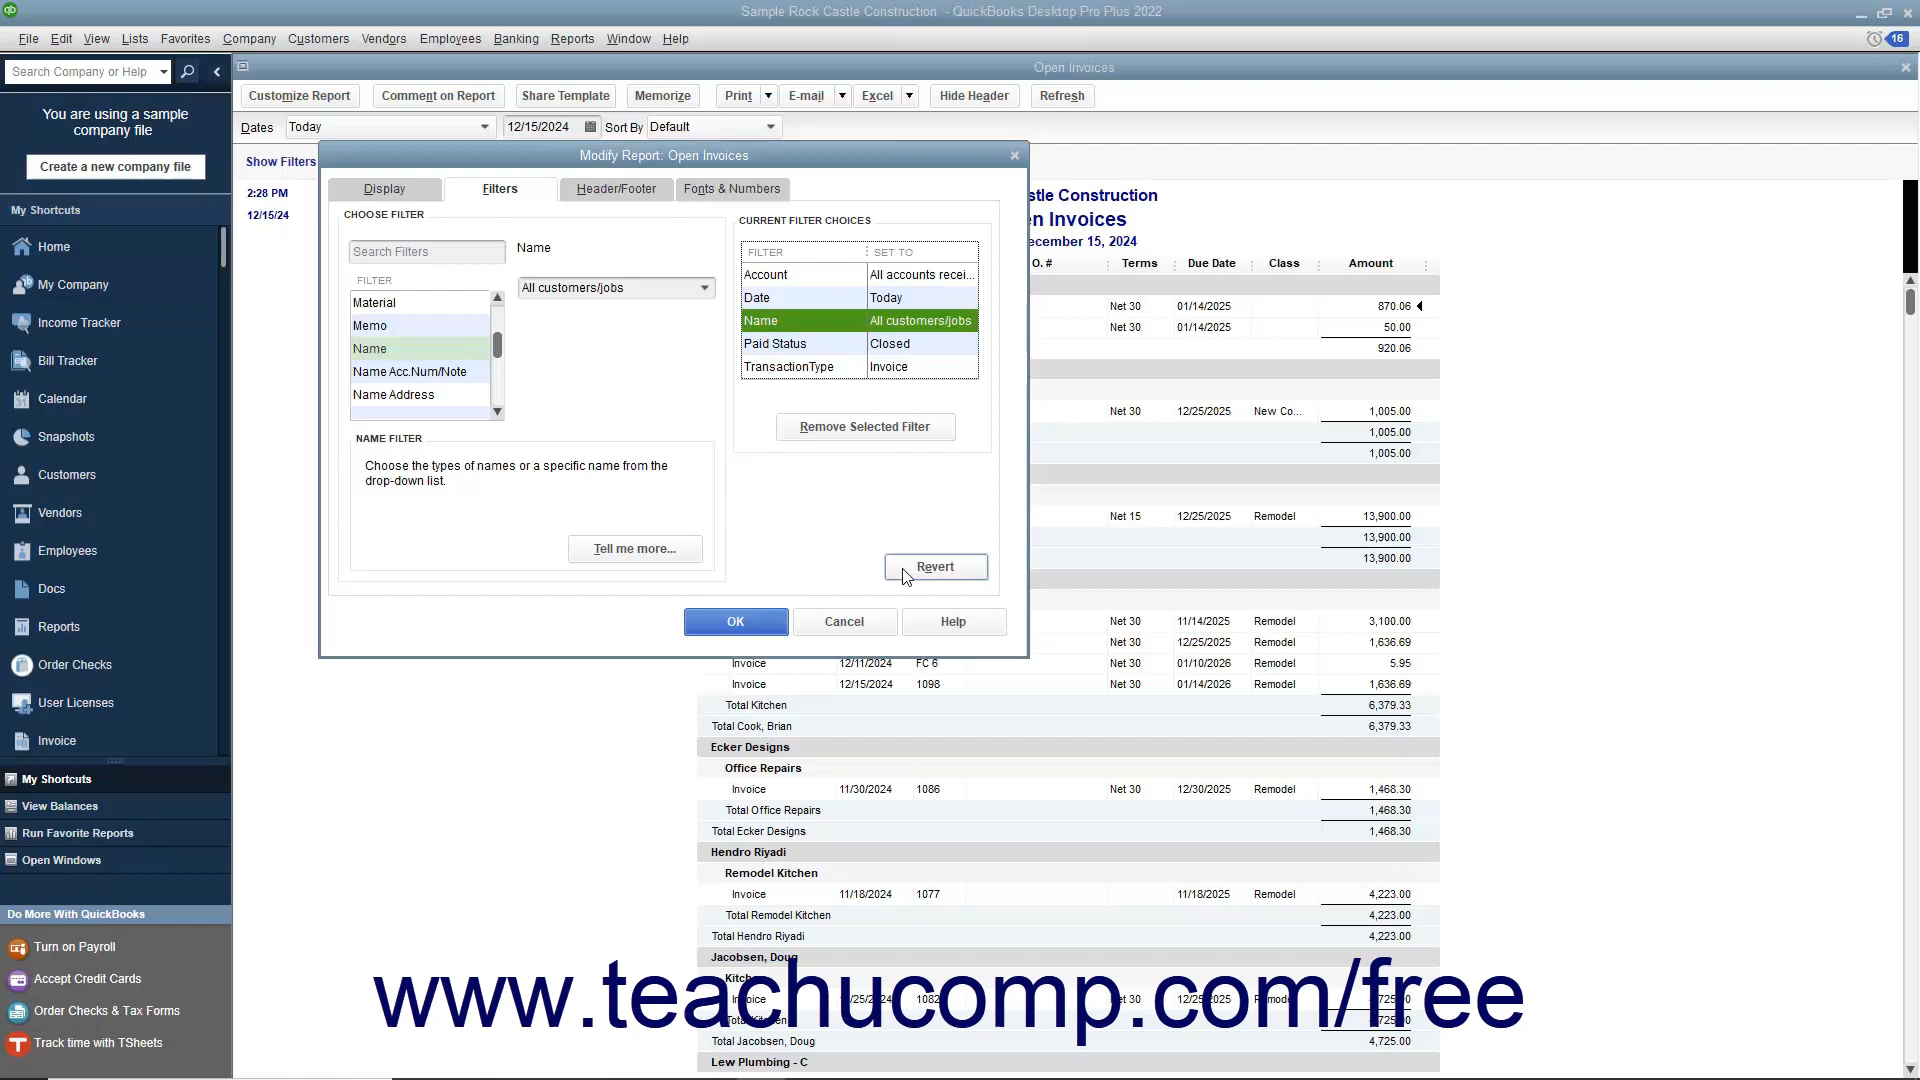 Sample Rock Castle Construction - QuickBooks Desktop Pro Plus 2022
File Edit View Lists Favorites Company Customers Vendors Employees Banking Reports Window Help
16
Search Company or Help
Open Invoices
You are using a sample
company file
Create a new company file
Customize Report Comment on Report Share Template Memorize Print E-mail Excel Hide Header Refresh
Dates Today 12/15/2024 Sort By Default
Show Filters
2:28 PM
12/15/24
My Shortcuts
Home
My Company
Income Tracker
Bill Tracker
Calendar
Snapshots
Customers
Vendors
Employees
Docs
Reports
Order Checks
User Licenses
Invoice
My Shortcuts
View Balances
Run Favorite Reports
Open Windows
Do More With QuickBooks
Turn on Payroll
Accept Credit Cards
Order Checks & Tax Forms
Track time with TSheets
Modify Report: Open Invoices
Display Filters Header/Footer Fonts & Numbers
CHOOSE FILTER
Search Filters
Name
FILTER
All customers/jobs
Material
Memo
Name
Name Acc.Num/Note
Name Address
NAME FILTER
Choose the types of names or a specific name from the
drop-down list.
Tell me more...
CURRENT FILTER CHOICES
FILTER SET TO
Account All accounts recei...
Date Today
Name All customers/jobs
Paid Status Closed
TransactionType Invoice
Remove Selected Filter
Revert
OK Cancel Help
stle Construction
en Invoices
ecember 15, 2024
O. # Terms Due Date Class Amount
Net 30 01/14/2025 870.06
Net 30 01/14/2025 50.00
920.06
Net 30 12/25/2025 New Co... 1,005.00
1,005.00
1,005.00
Net 15 12/25/2025 Remodel 13,900.00
13,900.00
13,900.00
Net 30 11/14/2025 Remodel 3,100.00
Net 30 12/25/2025 Remodel 1,636.69
Invoice 12/11/2024 FC 6 Net 30 01/10/2026 Remodel 5.95
Invoice 12/15/2024 1098 Net 30 01/14/2026 Remodel 1,636.69
Total Kitchen 6,379.33
Total Cook, Brian 6,379.33
Ecker Designs
Office Repairs
Invoice 11/30/2024 1086 Net 30 12/30/2025 Remodel 1,468.30
Total Office Repairs 1,468.30
Total Ecker Designs 1,468.30
Hendro Riyadi
Remodel Kitchen
Invoice 11/18/2024 1077 11/18/2025 Remodel 4,223.00
Total Remodel Kitchen 4,223.00
Total Hendro Riyadi 4,223.00
Jacobsen, Doug
Kitchen
Invoice 1082 Net 30 Remodel 4,725.00
Total Kitchen 4,725.00
Total Jacobsen, Doug 4,725.00
Lew Plumbing - C
www.teachucomp.com/free